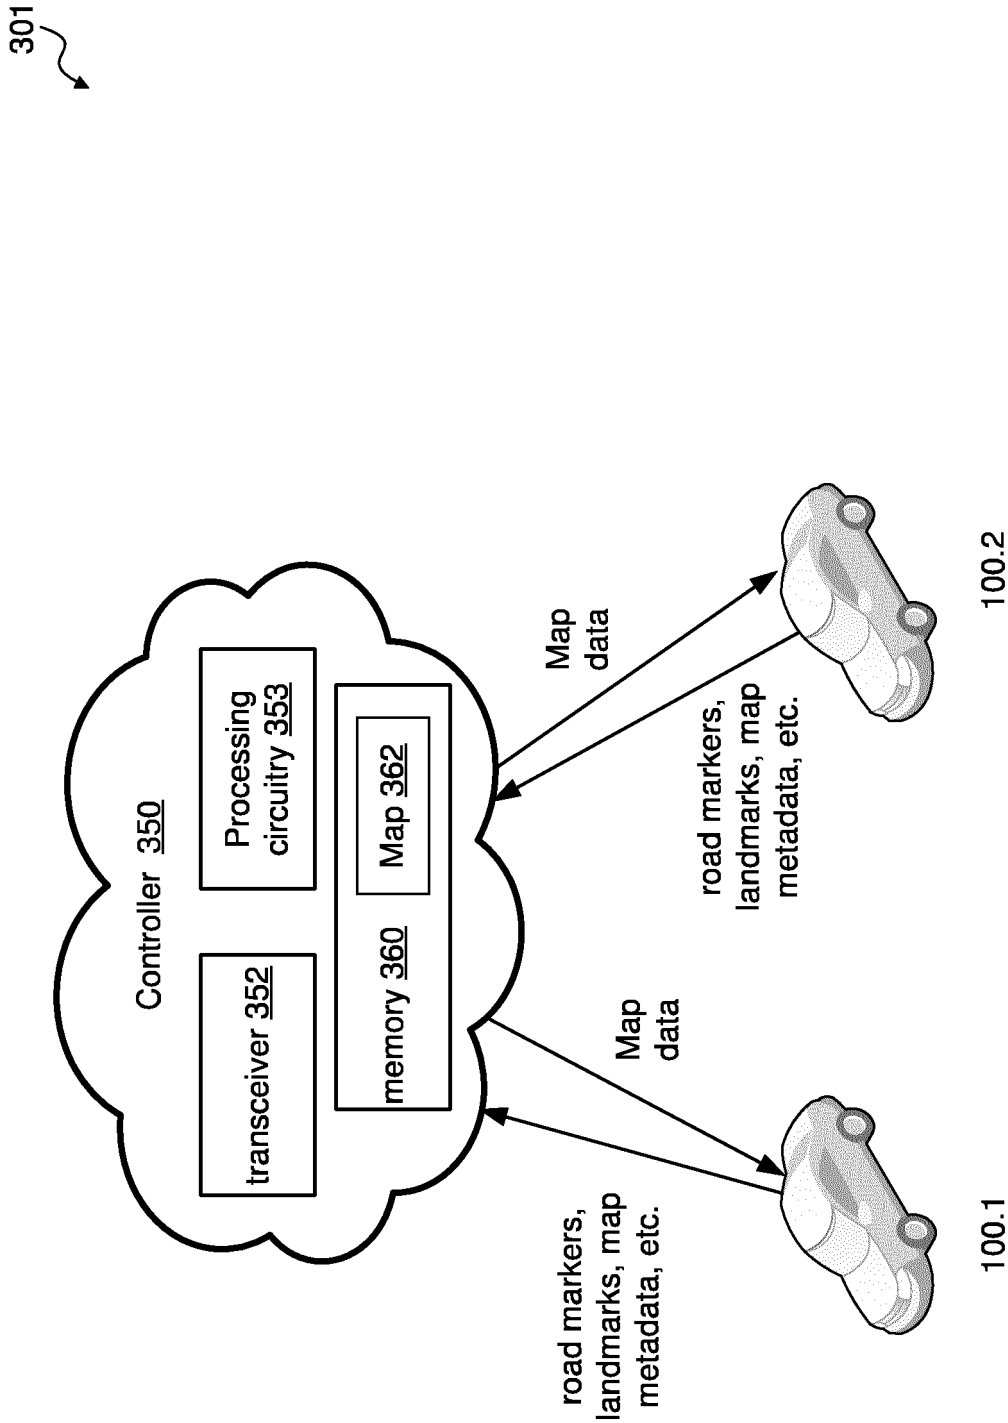 301
Controller 350
transceiver 352
Processing
circuitry 353
memory 360
Map 362
road markers,
landmarks, map
metadata, etc.
Map
data
road markers,
landmarks, map
metadata, etc.
Map
data
100.1
100.2